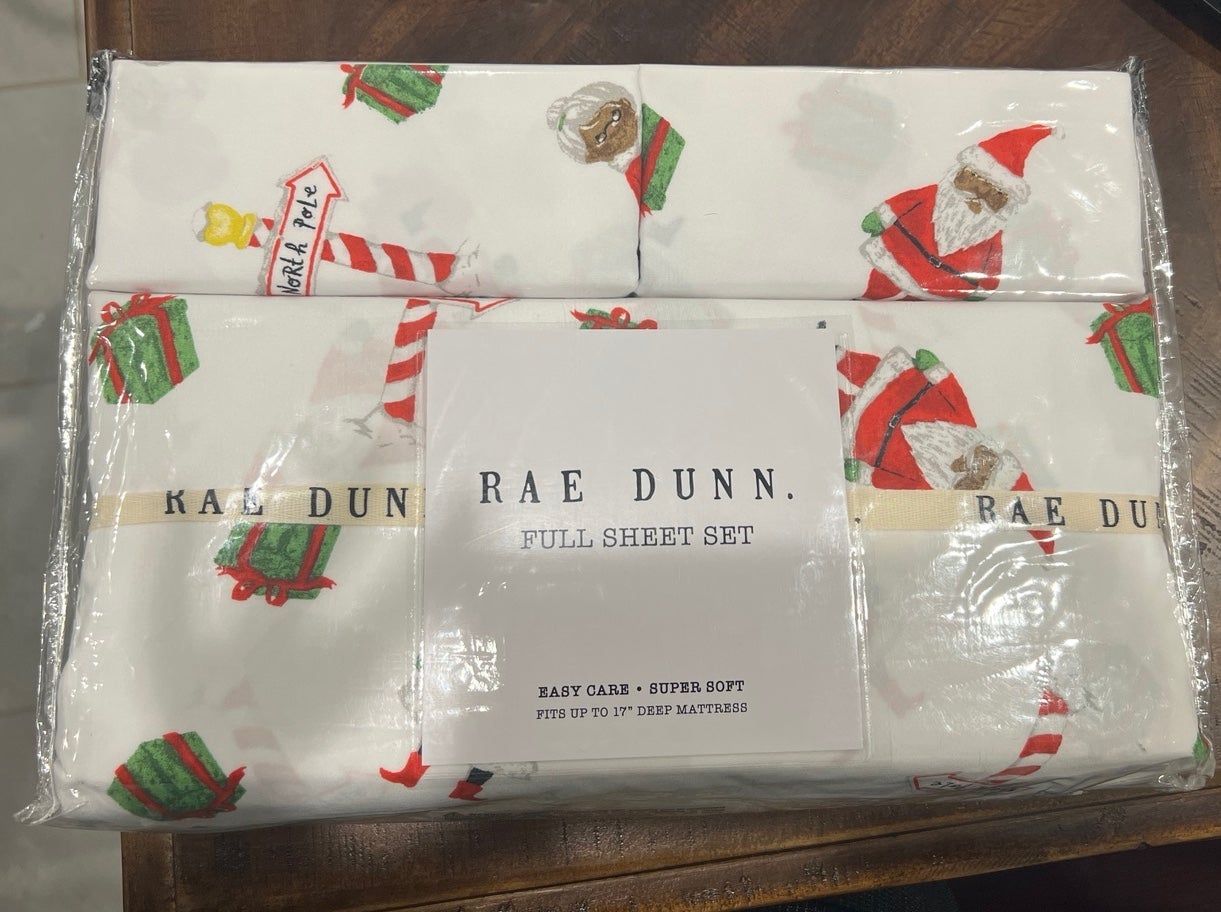 North Pole
RAE DUNN.
FULL SHEET SET
RAE DUN
RAE DU
EASY CARE • SUPER SOFT
FITS UP TO 17" DEEP MATTRESS